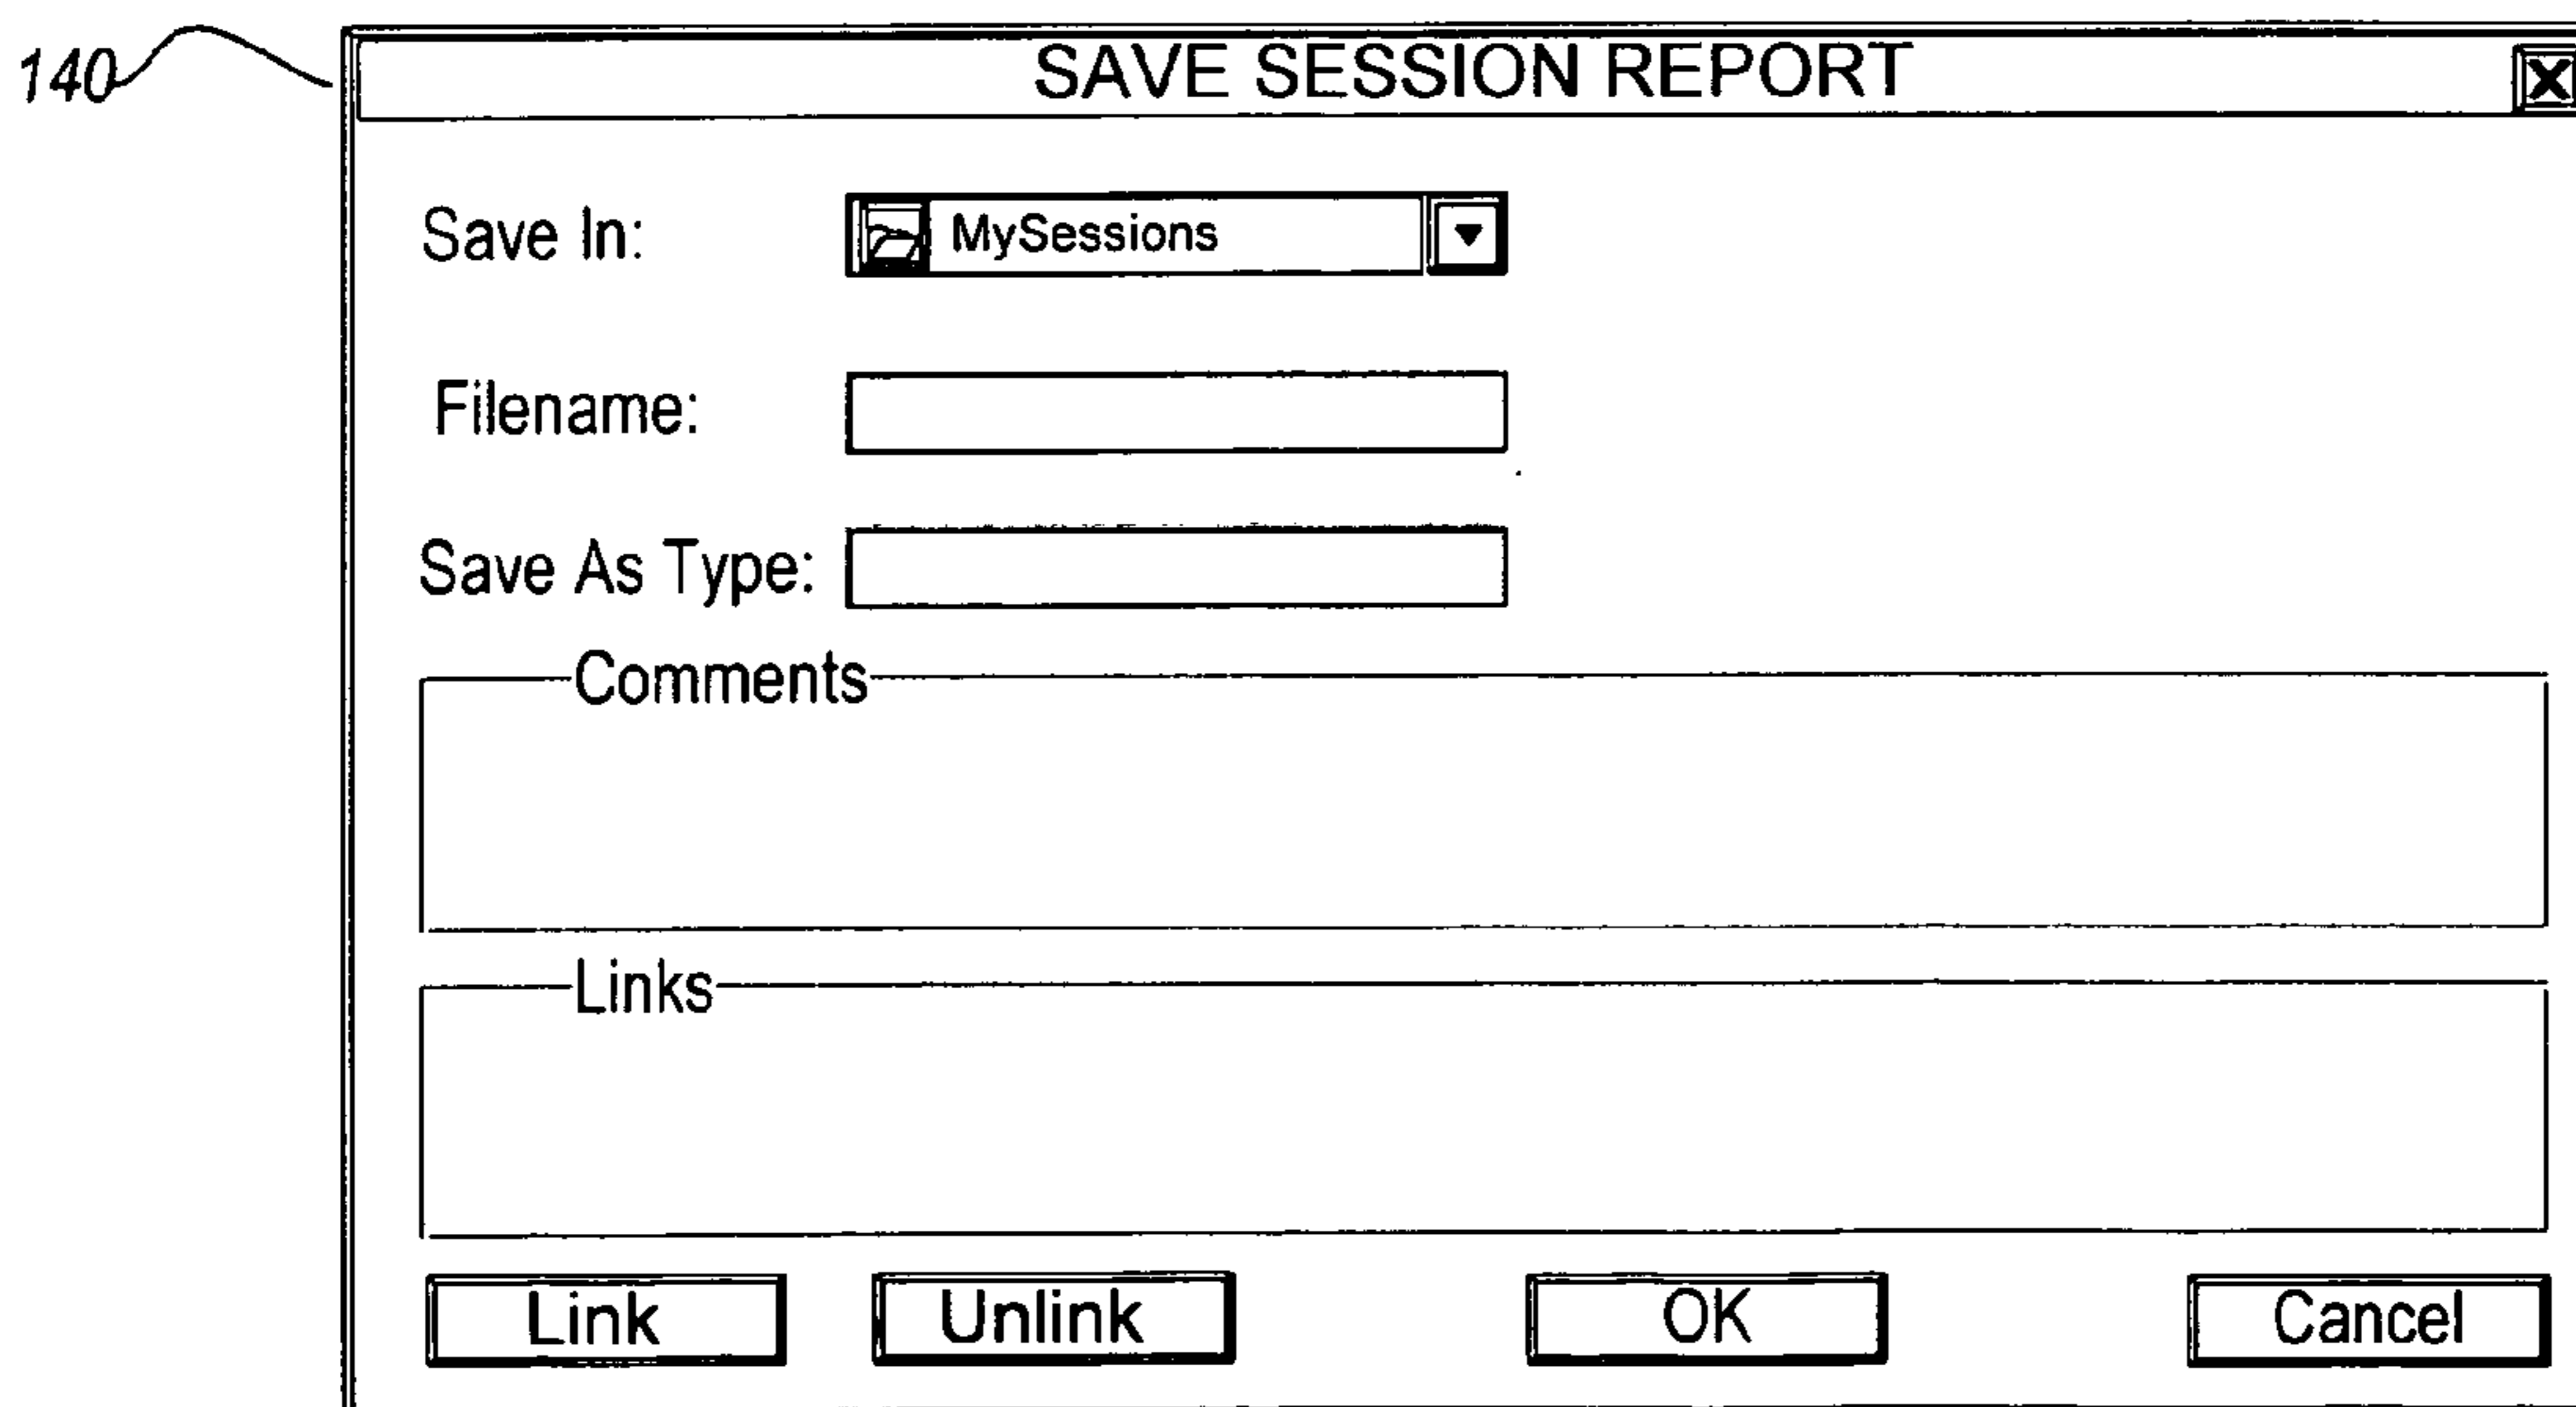 140
SAVE SESSION REPORT X
Save In: MySessions
Filename:
Save As Type:
Comments
Links
Link Unlink OK Cancel